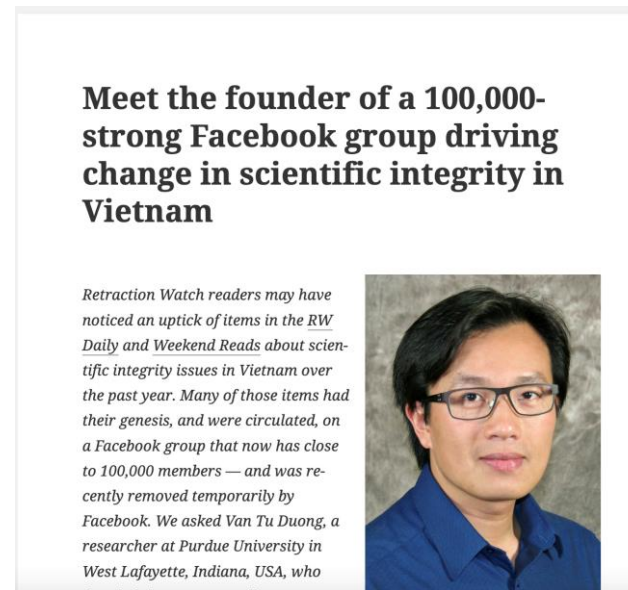 Meet the founder of a 100,000-
strong Facebook group driving
change in scientific integrity in
Vietnam
Retraction Watch readers may have
noticed an uptick of items in the RW
Daily and Weekend Reads about scien-
tific integrity issues in Vietnam over
the past year. Many of those items had
their genesis, and were circulated, on
a Facebook group that now has close
to 100,000 members — and was re-
cently removed temporarily by
Facebook. We asked Van Tu Duong, a
researcher at Purdue University in
West Lafayette, Indiana, USA, who